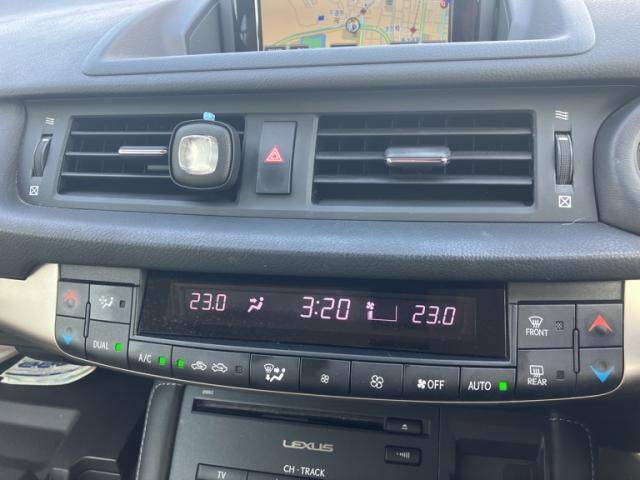 23.0 3:20 23.0
FRONT
DUAL A/C OFF AUTO REAR
LEXUS
CH · TRACK
TV